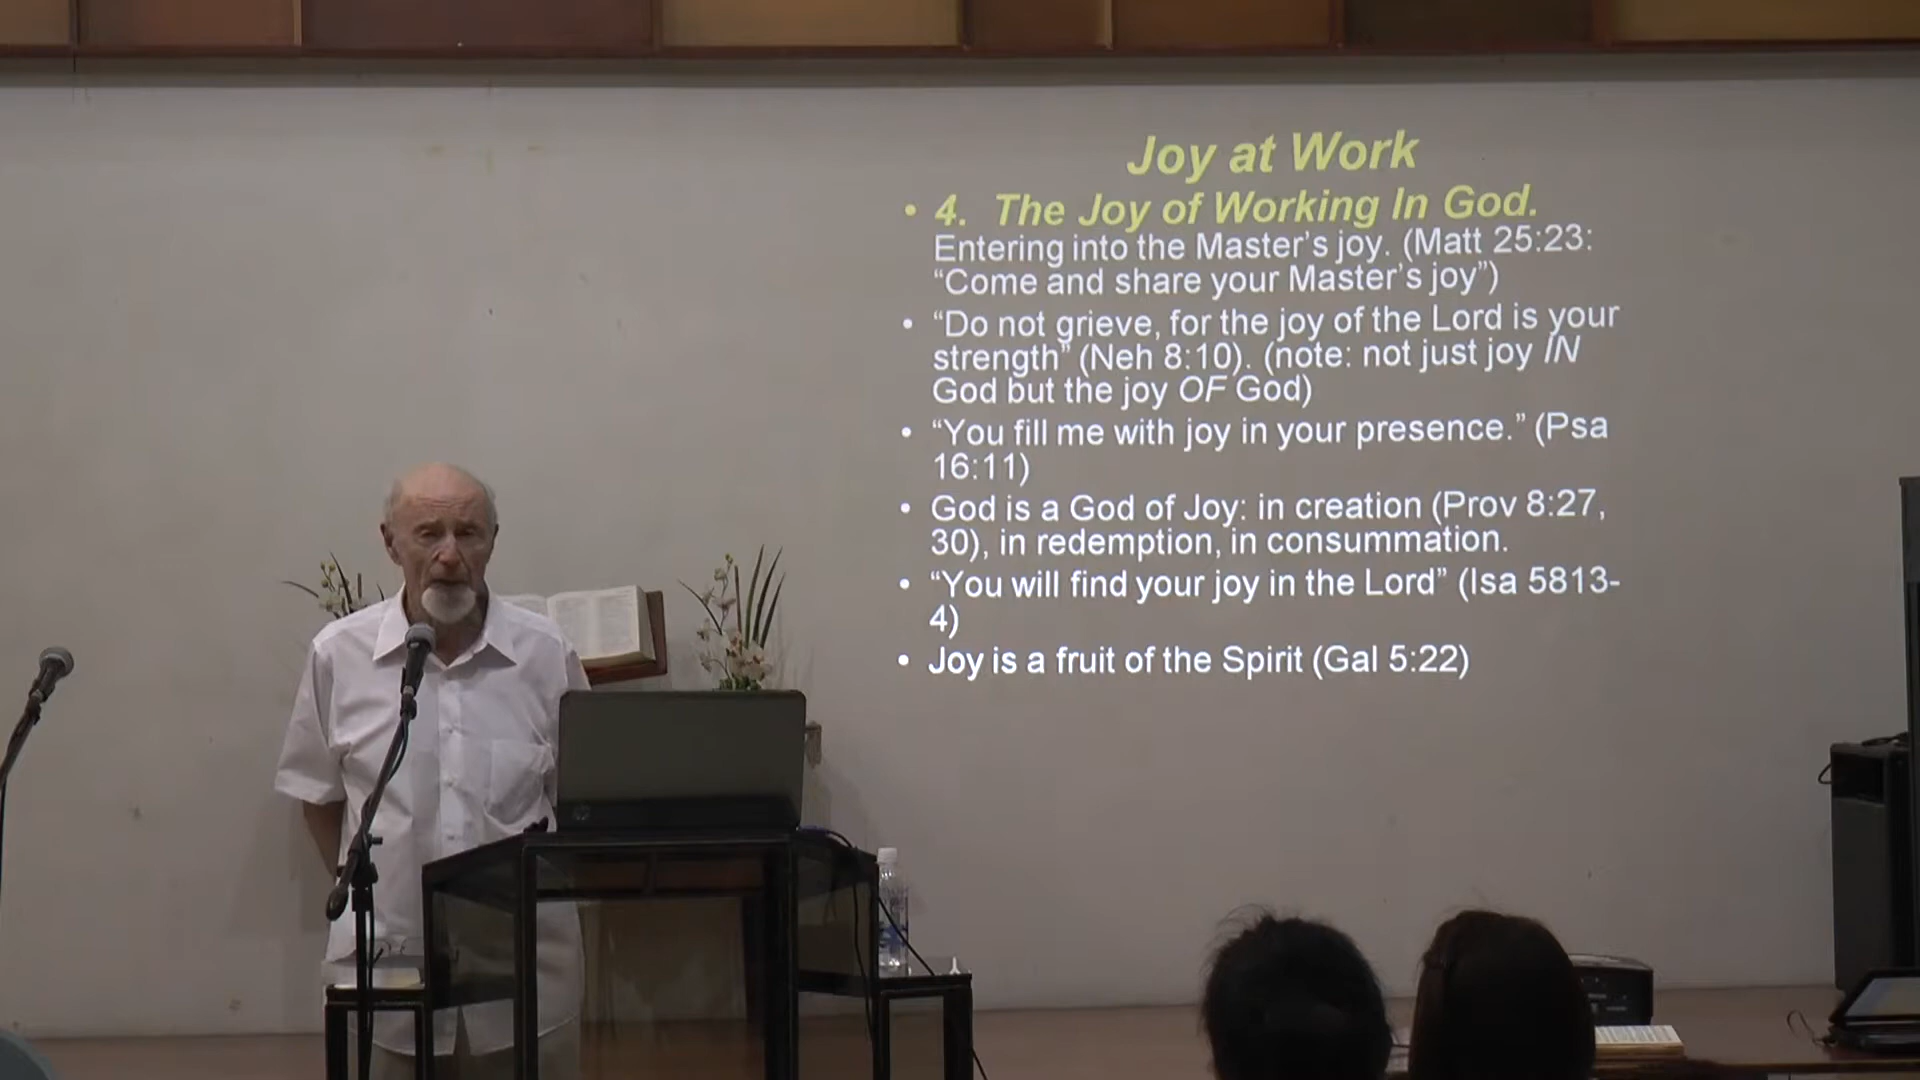 Joy at Work
• 4. The Joy of Working In God.
Entering into the Master's joy. (Matt 25:23:
“Come and share your Master's joy”)
• “Do not grieve, for the joy of the Lord is your
strength” (Neh 8:10). (note: not just joy IN
God but the joy OF God)
• “You fill me with joy in your presence.” (Psa
16:11)
• God is a God of Joy: in creation (Prov 8:27,
30), in redemption, in consummation.
• “You will find your joy in the Lord” (Isa 5813-
4)
• Joy is a fruit of the Spirit (Gal 5:22)